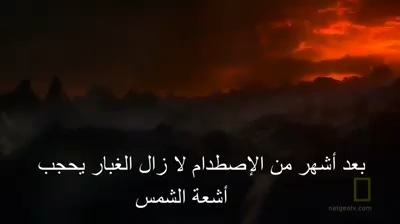 بعد أشهر من الإصطدام لا زال الغبار يحجب
أشعة الشمس
natgeotv.com